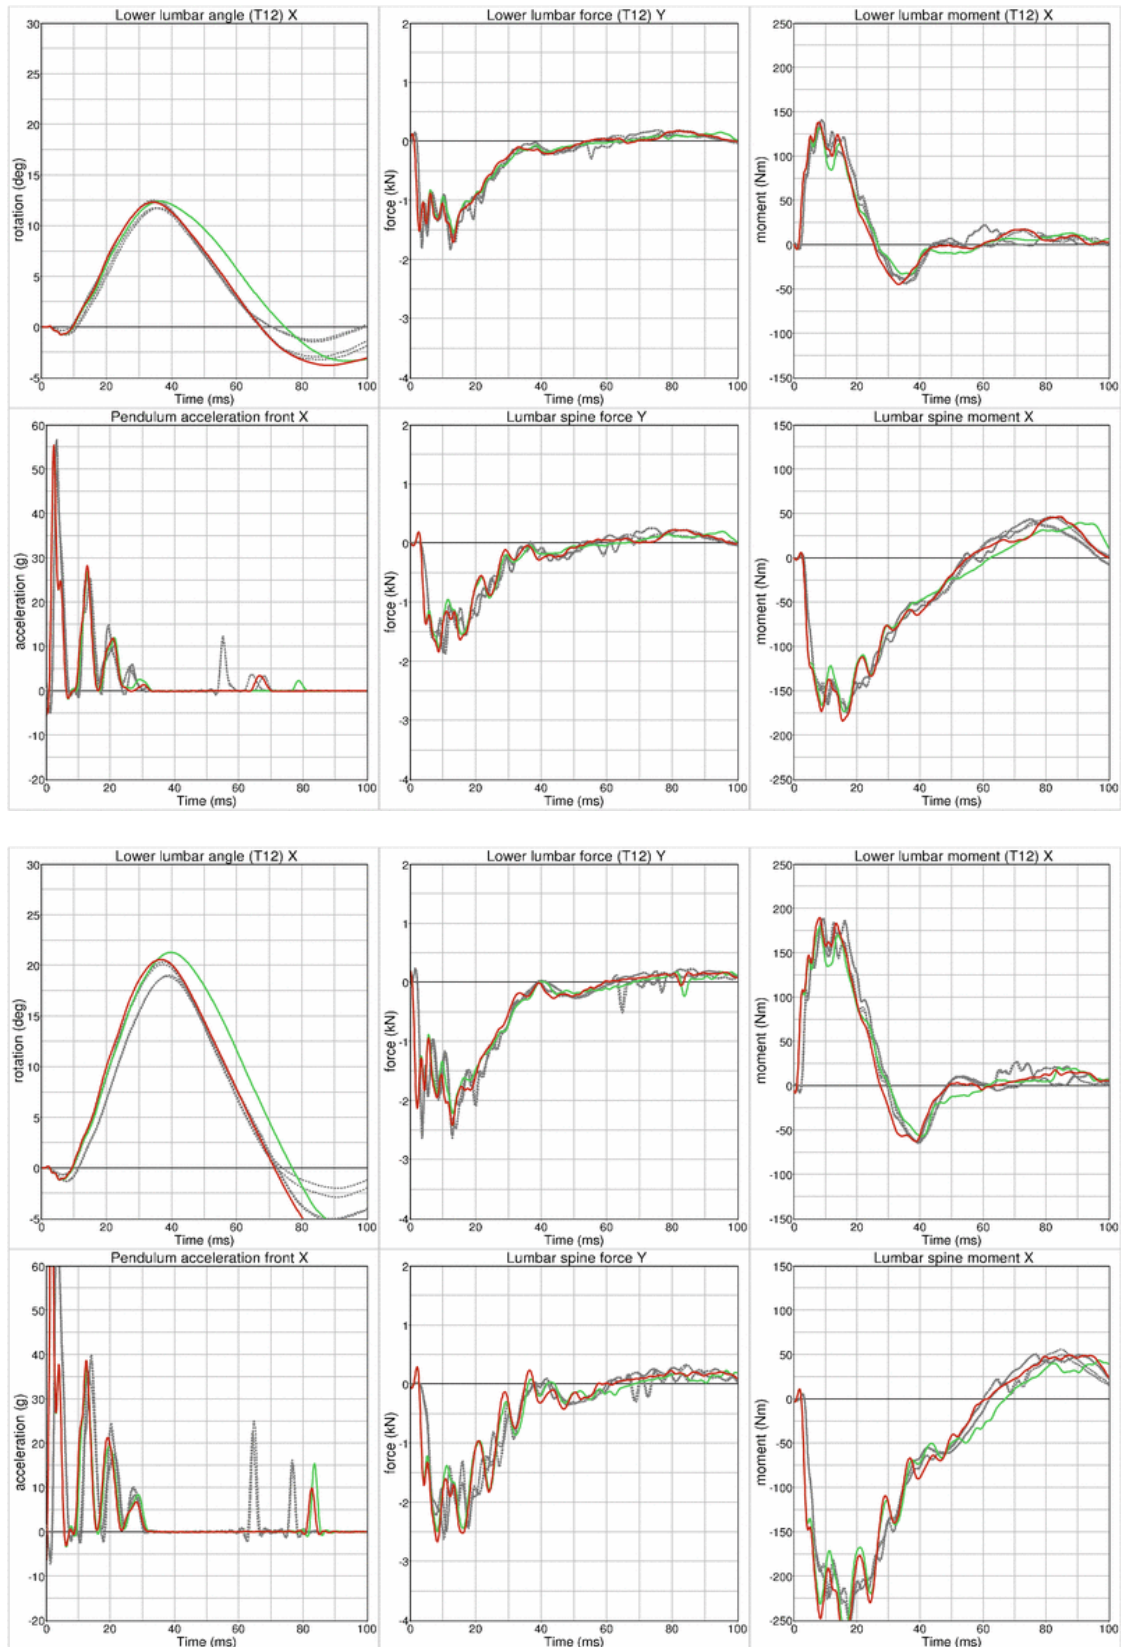 Lower lumbar angle (T12) X
30
25
20
15
10
5
0
-5
rotation (deg)
0 20 40 60 80 100
Time (ms)
Lower lumbar force (T12) Y
2
1
0
-1
-2
-3
-4
force (kN)
0 20 40 60 80 100
Time (ms)
Lower lumbar moment (T12) X
250
200
150
100
50
0
-50
-100
-150
moment (Nm)
0 20 40 60 80 100
Time (ms)
Pendulum acceleration front X
60
50
40
30
20
10
0
-10
-20
acceleration (g)
0 20 40 60 80 100
Time (ms)
Lumbar spine force Y
2
1
0
-1
-2
-3
-4
force (kN)
0 20 40 60 80 100
Time (ms)
Lumbar spine moment X
150
100
50
0
-50
-100
-150
-200
-250
moment (Nm)
0 20 40 60 80 100
Time (ms)
Lower lumbar angle (T12) X
30
25
20
15
10
5
0
-5
rotation (deg)
0 20 40 60 80 100
Time (ms)
Lower lumbar force (T12) Y
2
1
0
-1
-2
-3
-4
force (kN)
0 20 40 60 80 100
Time (ms)
Lower lumbar moment (T12) X
250
200
150
100
50
0
-50
-100
-150
moment (Nm)
0 20 40 60 80 100
Time (ms)
Pendulum acceleration front X
60
50
40
30
20
10
0
-10
-20
acceleration (g)
0 20 40 60 80 100
Time (ms)
Lumbar spine force Y
2
1
0
-1
-2
-3
-4
force (kN)
0 20 40 60 80 100
Time (ms)
Lumbar spine moment X
150
100
50
0
-50
-100
-150
-200
-250
moment (Nm)
0 20 40 60 80 100
Time (ms)